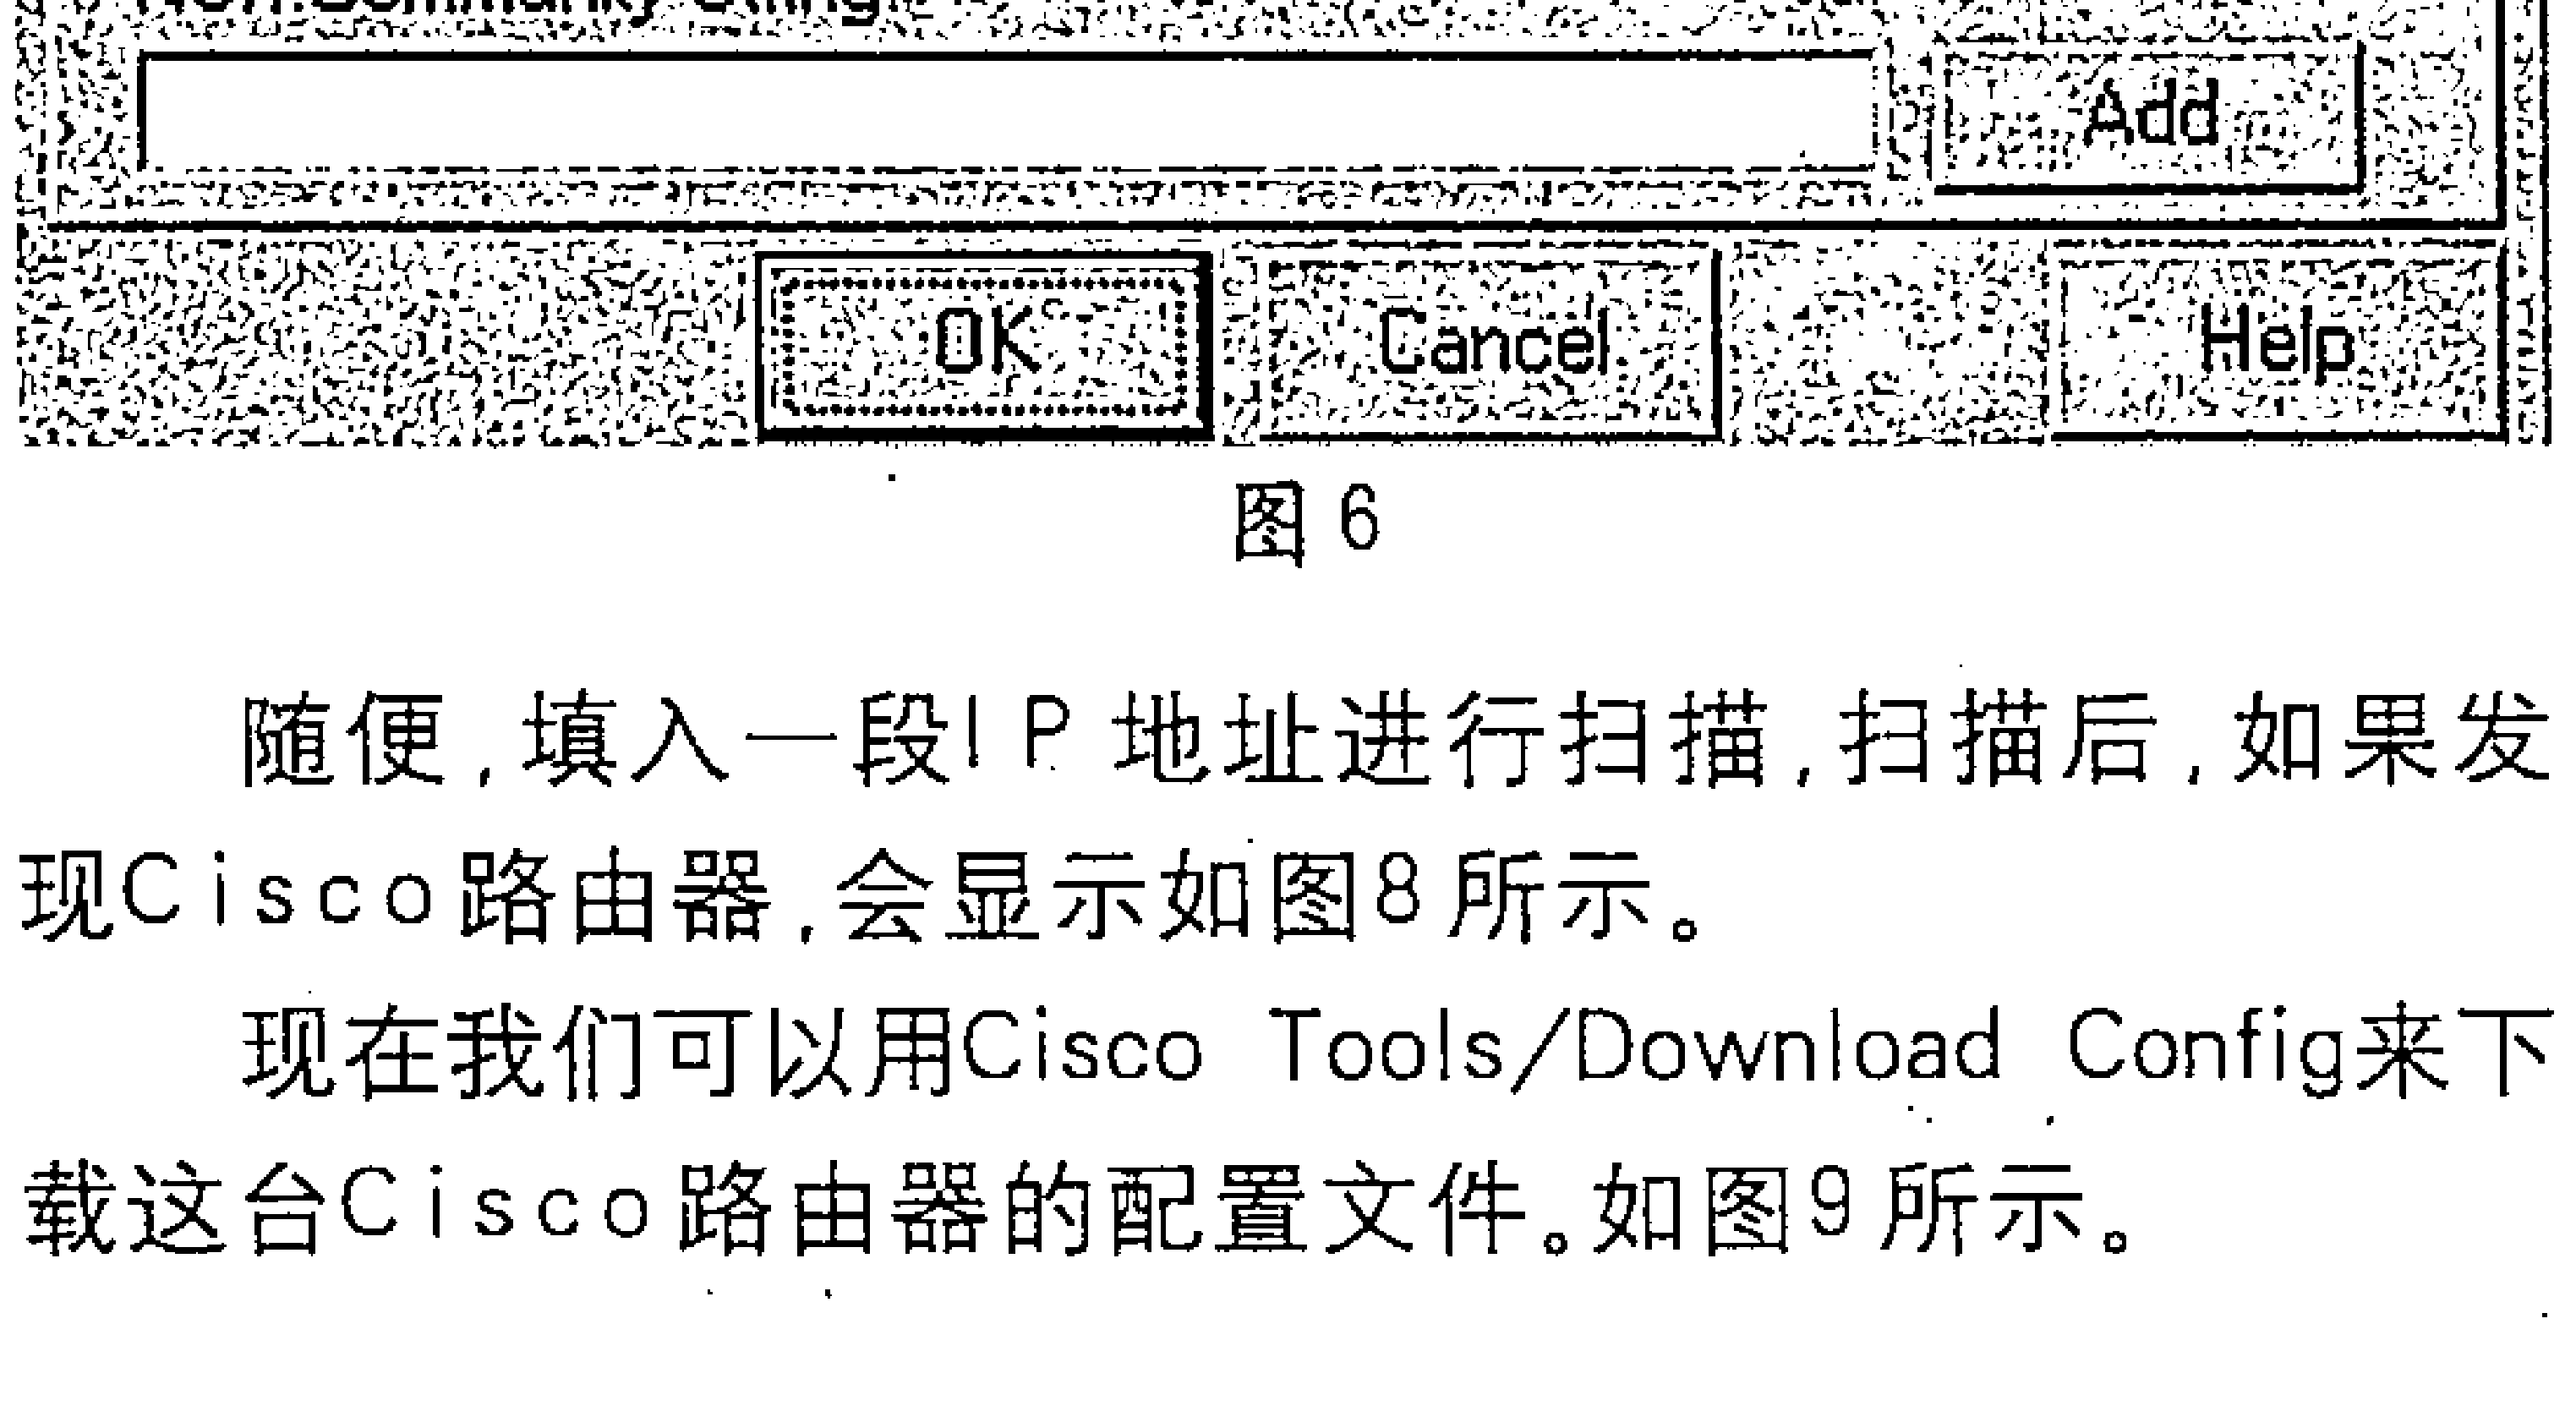 Add
OK Cancel Help
图 6
随便,填入一段IP地址进行扫描,扫描后,如果发
现Cisco路由器,会显示如图8所示。
现在我们可以用Cisco Tools/Download Config来下
载这台Cisco路由器的配置文件。如图9所示。